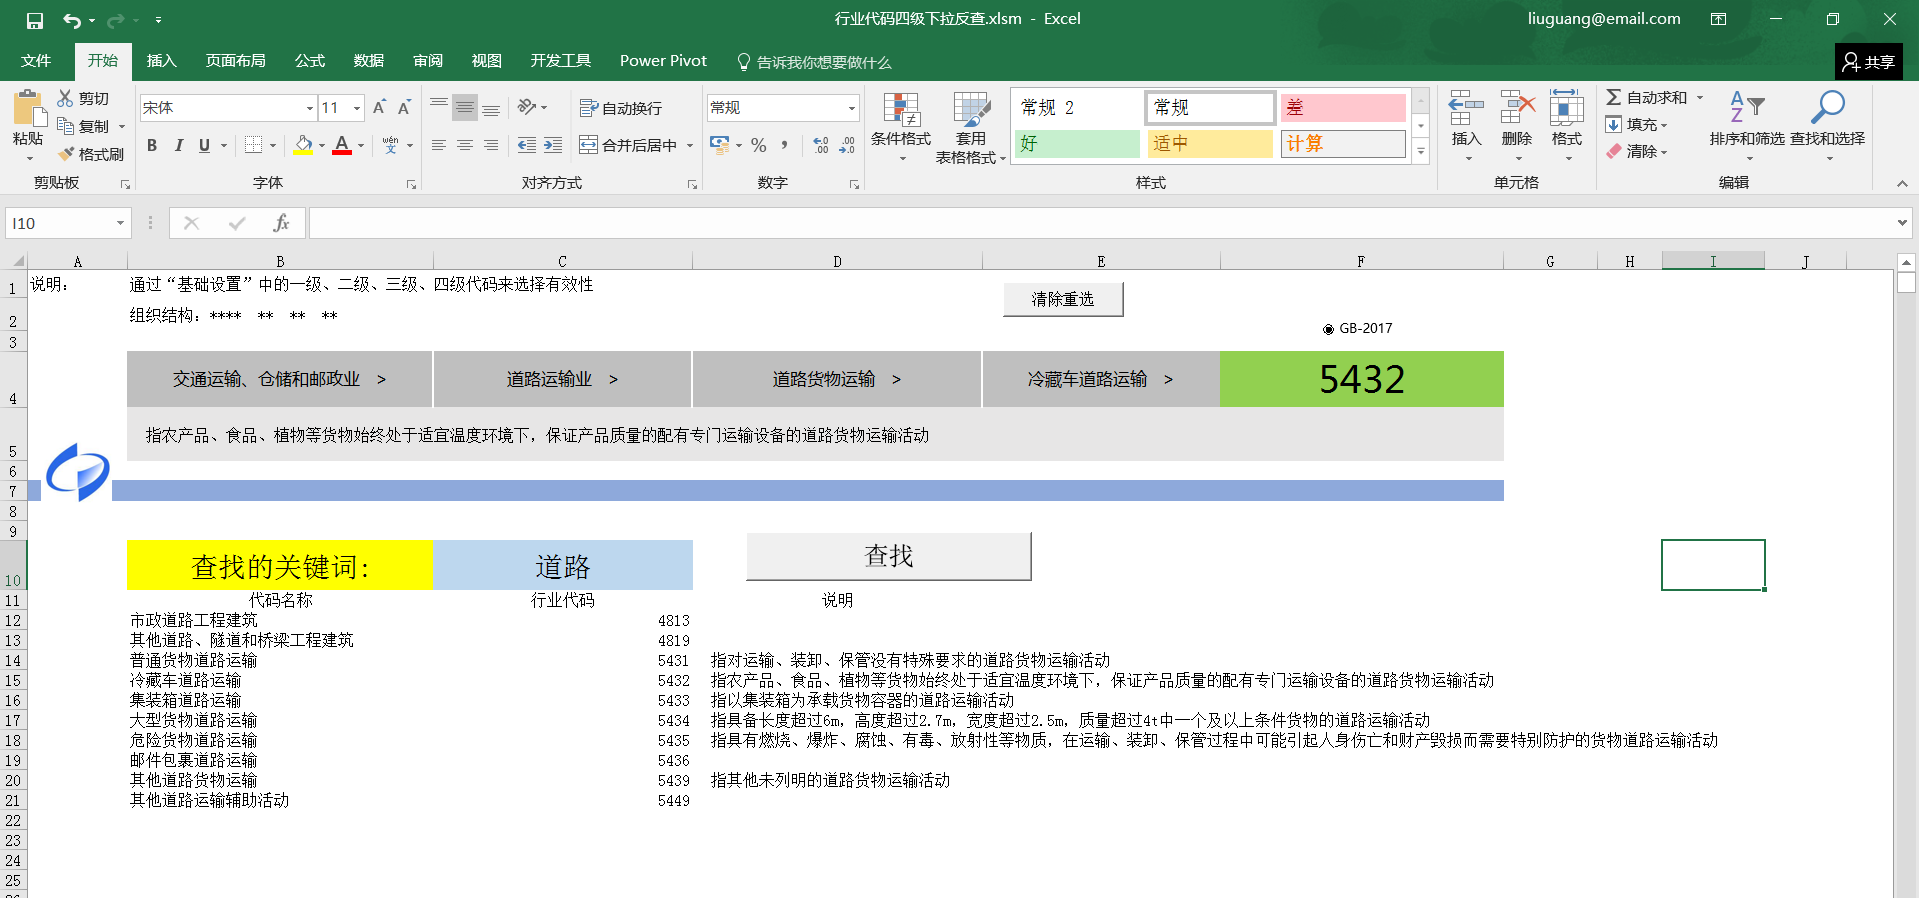 行业代码四级下拉反查.xlsm - Excel
liuguang@email.com
文件 开始 插入 页面布局 公式 数据 审阅 视图 开发工具 Power Pivot 告诉我你想要做什么 共享
粘贴 剪切 复制 格式刷
宋体 11
B I U A wén 文
自动换行
合并后居中
常规
% , .00 .0
条件格式 套用表格格式
常规 2 常规 差
好 适中 计算
插入 删除 格式
自动求和 填充 清除 排序和筛选 查找和选择
剪贴板 字体 对齐方式 数字 样式 单元格 编辑
I10 fx
A B C D E F G H I J
1 说明： 通过“基础设置”中的一级、二级、三级、四级代码来选择有效性
清除重选
2 组织结构：**** ** ** **
GB-2017
3
4 交通运输、仓储和邮政业 > 道路运输业 > 道路货物运输 > 冷藏车道路运输 > 5432
5 指农产品、食品、植物等货物始终处于适宜温度环境下，保证产品质量的配有专门运输设备的道路货物运输活动
6
7
8
9
10 查找的关键词： 道路 查找
11 代码名称 行业代码 说明
12 市政道路工程建筑 4813
13 其他道路、隧道和桥梁工程建筑 4819
14 普通货物道路运输 5431 指对运输、装卸、保管没有特殊要求的道路货物运输活动
15 冷藏车道路运输 5432 指农产品、食品、植物等货物始终处于适宜温度环境下，保证产品质量的配有专门运输设备的道路货物运输活动
16 集装箱道路运输 5433 指以集装箱为承载货物容器的道路运输活动
17 大型货物道路运输 5434 指具备长度超过6m，高度超过2.7m，宽度超过2.5m，质量超过4t中一个及以上条件货物的道路运输活动
18 危险货物道路运输 5435 指具有燃烧、爆炸、腐蚀、有毒、放射性等物质，在运输、装卸、保管过程中可能引起人身伤亡和财产毁损而需要特别防护的货物道路运输活动
19 邮件包裹道路运输 5436
20 其他道路货物运输 5439 指其他未列明的道路货物运输活动
21 其他道路运输辅助活动 5449
22
23
24
25